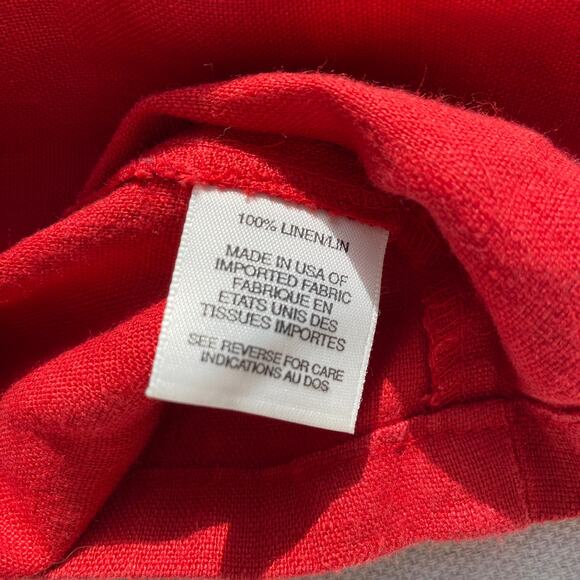 100% LINEN/LIN
MADE IN USA OF
IMPORTED FABRIC
FABRIQUE EN
ETATS UNIS DES
TISSUES IMPORTES
SEE REVERSE FOR CARE
INDICATIONS AU DOS